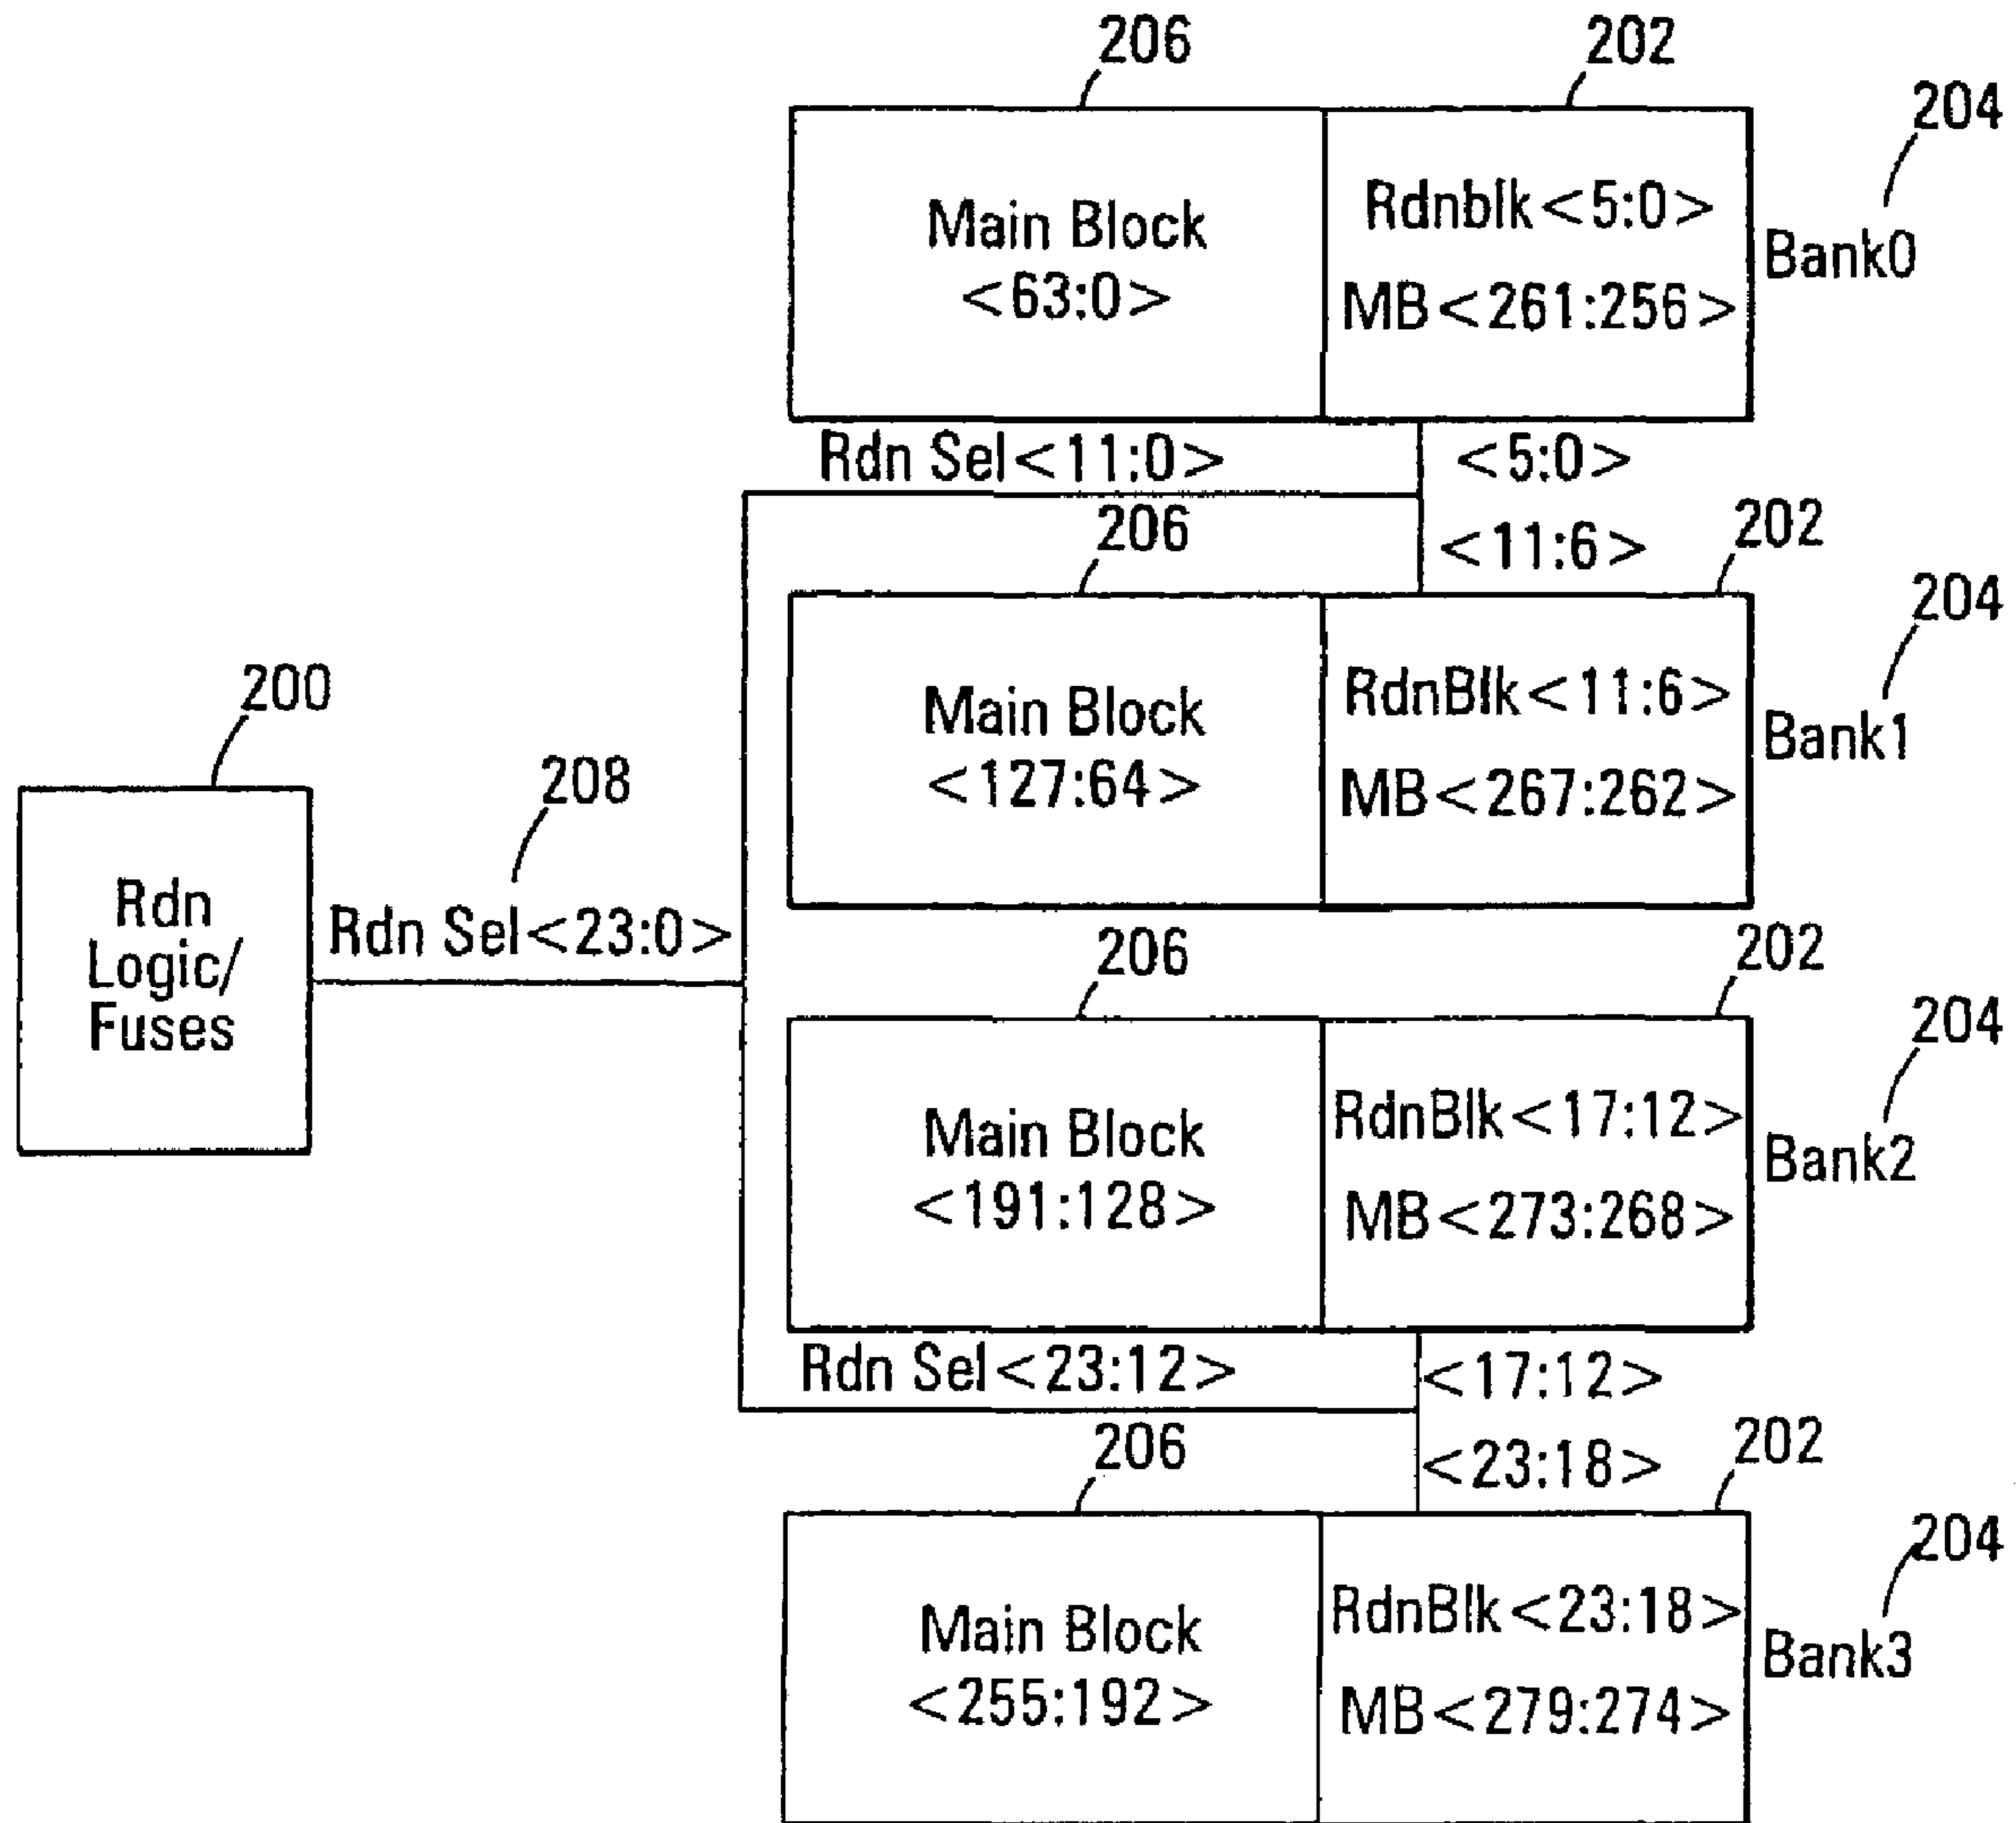 206
202
204
Main Block
<63:0>
Rdnblk<5:0>
MB<261:256>
Bank0
Rdn Sel<11:0>
<5:0>
206
<11:6>
202
204
Main Block
<127:64>
RdnBlk<11:6>
MB<267:262>
Bank1
200
208
Rdn
Logic/
Fuses
Rdn Sel<23:0>
206
202
204
Main Block
<191:128>
RdnBlk<17:12>
MB<273:268>
Bank2
Rdn Sel<23:12>
<17:12>
206
<23:18>
202
204
Main Block
<255:192>
RdnBlk<23:18>
MB<279:274>
Bank3